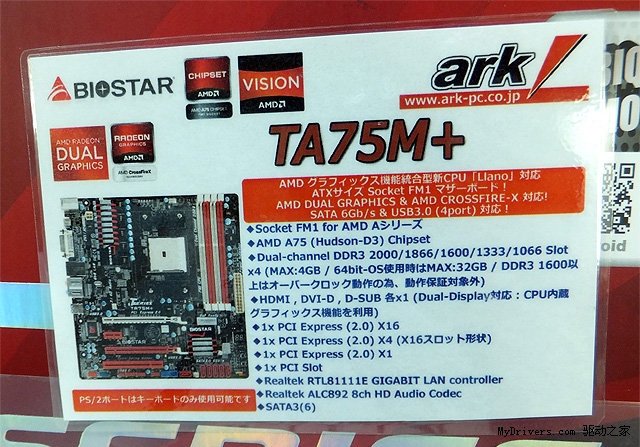 BIOSTAR
CHIPSET
AMD
VISION
AMD
ark
www.ark-pc.co.jp
AMD RADEON
DUAL
GRAPHICS
RADEON
GRAPHICS
AMD
AMD CrossFireX
TA75M+
AMD グラフィックス機能統合型新CPU「Llano」対応
ATXサイズ Socket FM1 マザーボード!
AMD DUAL GRAPHICS & AMD CROSSFIRE-X 対応!
SATA 6Gb/s & USB3.0 (4port) 対応!
◆Socket FM1 for AMD Aシリーズ
◆AMD A75 (Hudson-D3) Chipset
◆Dual-channel DDR3 2000/1866/1600/1333/1066 Slot
x4 (MAX:4GB / 64bit-OS使用時はMAX:32GB / DDR3 1600以
上はオーバークロック動作の為、動作保証対象外)
◆HDMI , DVI-D , D-SUB 各x1 (Dual-Display対応:CPU内蔵
グラフィックス機能を利用)
◆1x PCI Express (2.0) X16
◆1x PCI Express (2.0) X4 (X16スロット形状)
◆1x PCI Express (2.0) X1
◆1x PCI Slot
◆Realtek RTL81111E GIGABIT LAN controller
◆Realtek ALC892 8ch HD Audio Codec
◆SATA3(6)
PS/2ポートはキーボードのみ使用可能です
BIOSTAR
oid
MyDrivers.com 驱动之家